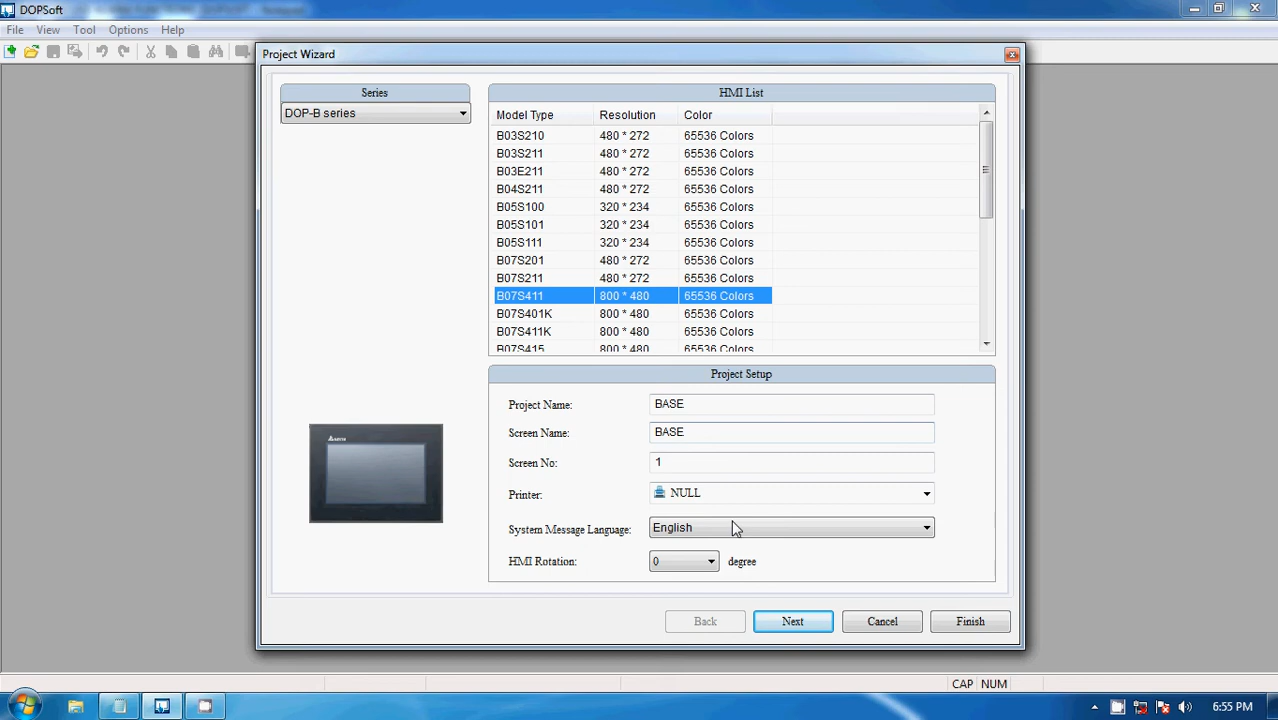 DOPSoft
File View Tool Options Help
Project Wizard
Series
DOP-B series
HMI List
Model Type Resolution Color
B03S210 480 * 272 65536 Colors
B03S211 480 * 272 65536 Colors
B03E211 480 * 272 65536 Colors
B04S211 480 * 272 65536 Colors
B05S100 320 * 234 65536 Colors
B05S101 320 * 234 65536 Colors
B05S111 320 * 234 65536 Colors
B07S201 480 * 272 65536 Colors
B07S211 480 * 272 65536 Colors
B07S411 800 * 480 65536 Colors
B07S401K 800 * 480 65536 Colors
B07S411K 800 * 480 65536 Colors
B07S415 800 * 480 65536 Colors
Project Setup
Project Name: BASE
Screen Name: BASE
Screen No: 1
Printer: NULL
System Message Language: English
HMI Rotation: 0 degree
Back Next Cancel Finish
CAP NUM
6:55 PM